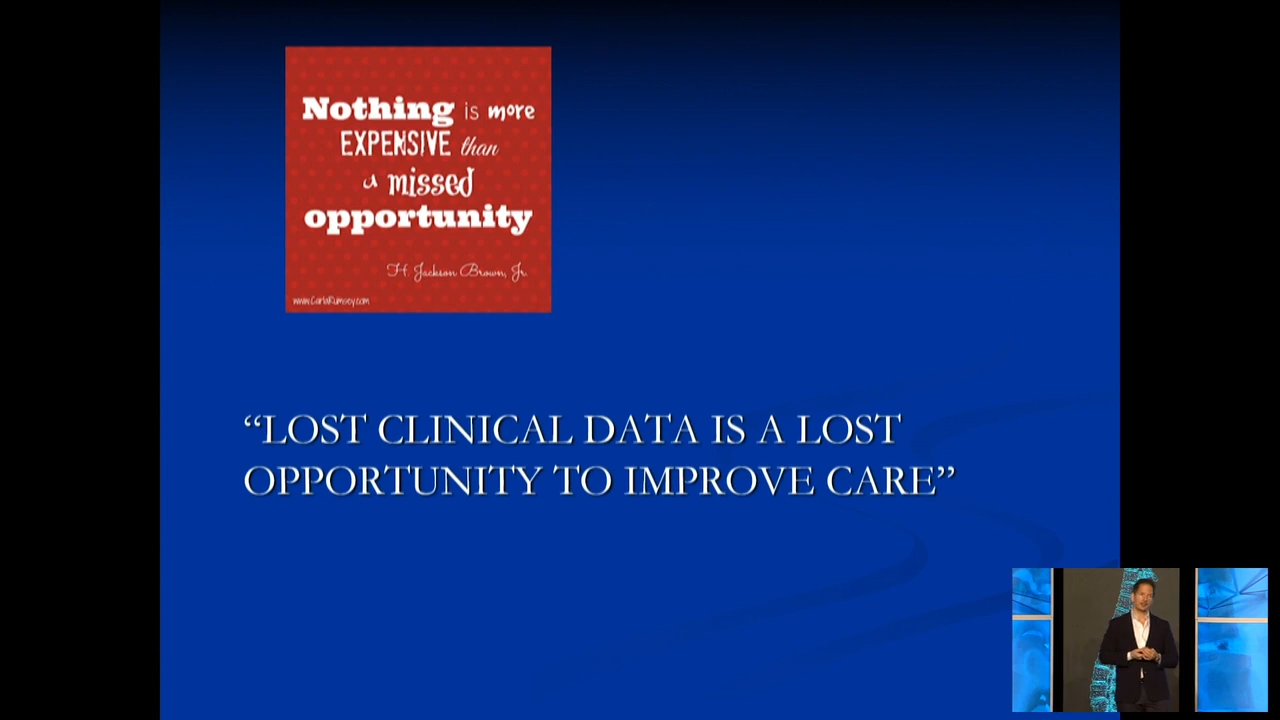 Nothing is more
EXPENSIVE than
a missed
opportunity
H. Jackson Brown, Jr.
www.CarlaRumsey.com
“LOST CLINICAL DATA IS A LOST
OPPORTUNITY TO IMPROVE CARE”